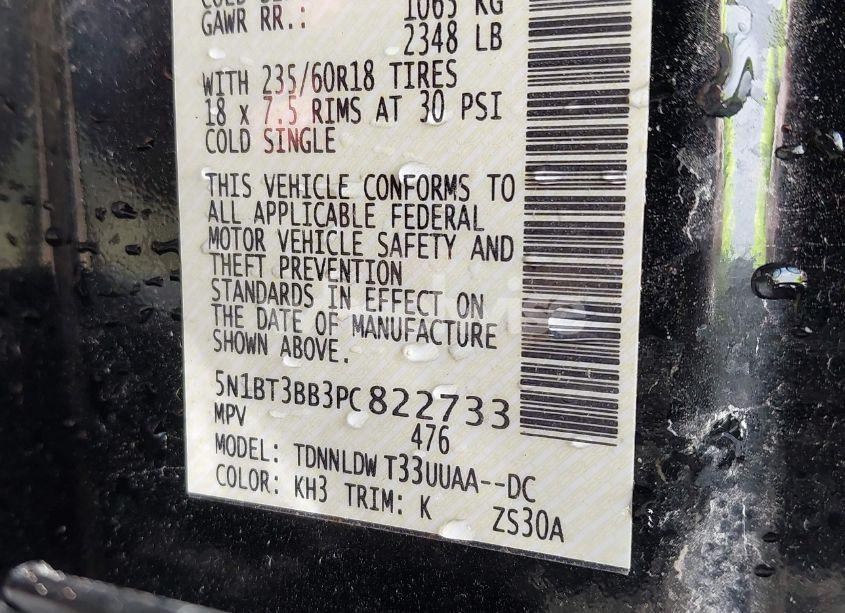 GAWR RR.: 1065 KG
2348 LB
WITH 235/60R18 TIRES
18 x 7.5 RIMS AT 30 PSI
COLD SINGLE
THIS VEHICLE CONFORMS TO
ALL APPLICABLE FEDERAL
MOTOR VEHICLE SAFETY AND
THEFT PREVENTION
STANDARDS IN EFFECT ON
THE DATE OF MANUFACTURE
SHOWN ABOVE.
5N1BT3BB3PC822733
MPV 476
MODEL: TDNNLDW T33UUAA--DC
COLOR: KH3 TRIM: K ZS30A